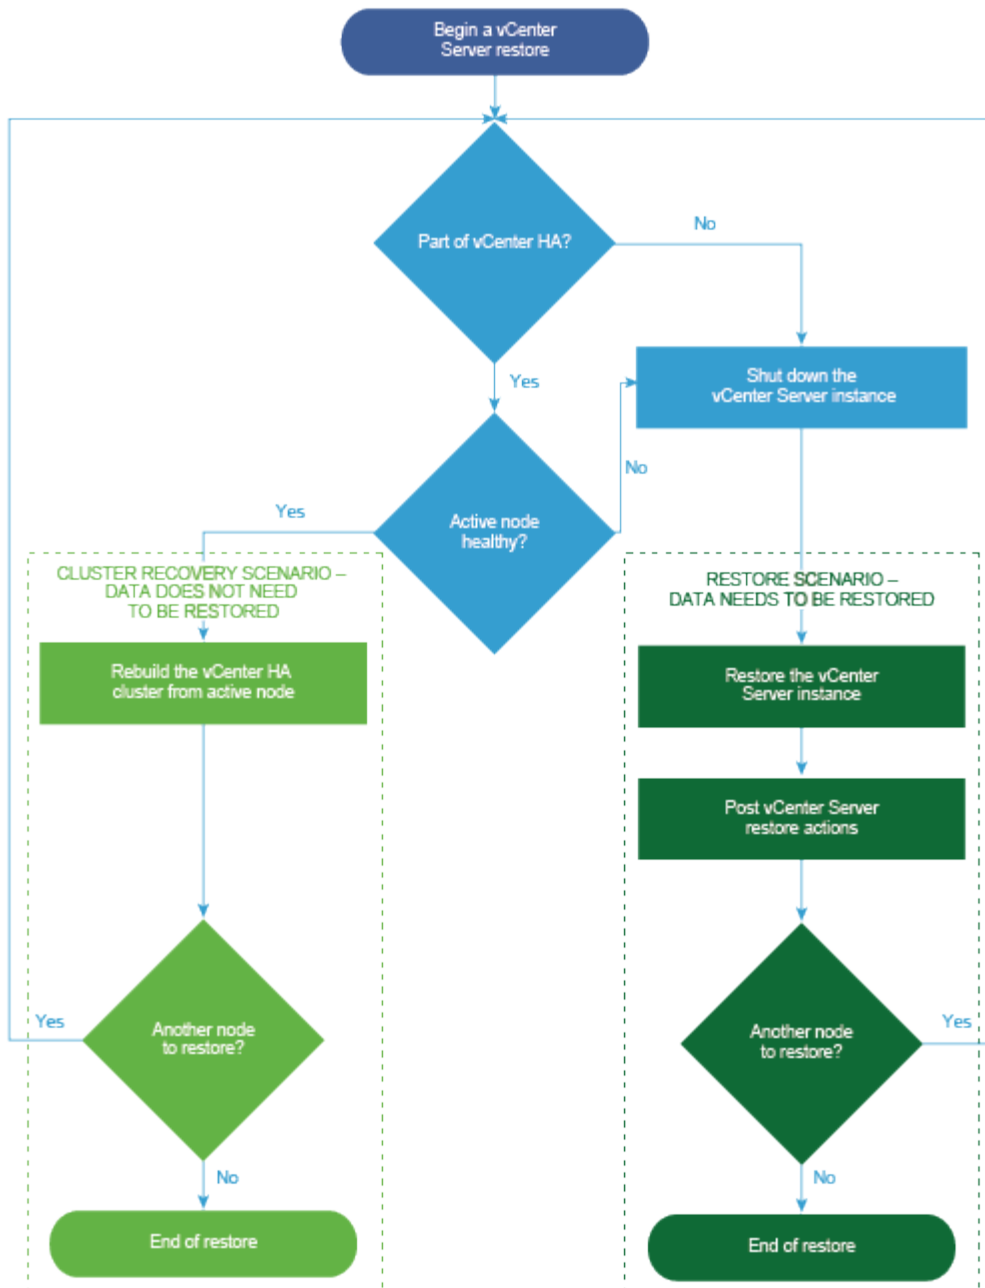 Begin a vCenter
Server restore
Part of vCenter HA?
No
Yes
Shut down the
vCenter Server instance
No
Active node
healthy?
Yes
CLUSTER RECOVERY SCENARIO –
DATA DOES NOT NEED
TO BE RESTORED
RESTORE SCENARIO –
DATA NEEDS TO BE RESTORED
Rebuild the vCenter HA
cluster from active node
Restore the vCenter
Server instance
Post vCenter Server
restore actions
Yes
Another node
to restore?
Another node
to restore?
Yes
No
No
End of restore
End of restore